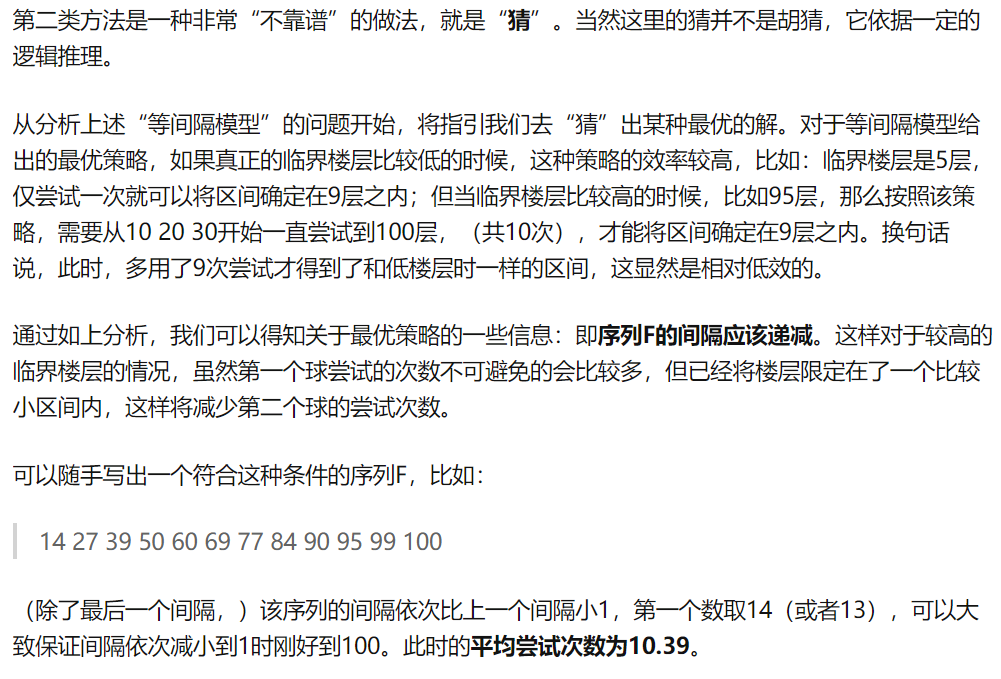 第二类方法是一种非常“不靠谱”的做法，就是“猜”。当然这里的猜并不是胡猜，它依据一定的
逻辑推理。
从分析上述“等间隔模型”的问题开始，将指引我们去“猜”出某种最优的解。对于等间隔模型给
出的最优策略，如果真正的临界楼层比较低的时候，这种策略的效率较高，比如：临界楼层是5层，
仅尝试一次就可以将区间确定在9层之内；但当临界楼层比较高的时候，比如95层，那么按照该策
略，需要从10 20 30开始一直尝试到100层，（共10次），才能将区间确定在9层之内。换句话
说，此时，多用了9次尝试才得到了和低楼层时一样的区间，这显然是相对低效的。
通过如上分析，我们可以得知关于最优策略的一些信息：即序列F的间隔应该递减。这样对于较高的
临界楼层的情况，虽然第一个球尝试的次数不可避免的会比较多，但已经将楼层限定在了一个比较
小区间内，这样将减少第二个球的尝试次数。
可以随手写出一个符合这种条件的序列F，比如：
14 27 39 50 60 69 77 84 90 95 99 100
（除了最后一个间隔，）该序列的间隔依次比上一个间隔小1，第一个数取14（或者13），可以大
致保证间隔依次减小到1时刚好到100。此时的平均尝试次数为10.39。